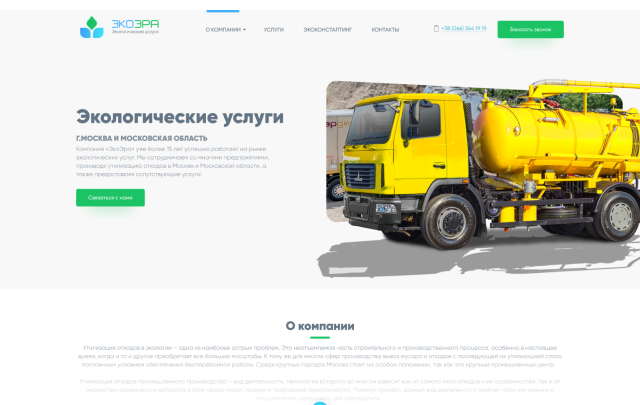 ЭКОЭРА
Экологические услуги
О КОМПАНИИ
УСЛУГИ
ЭКОКОНСАЛТИНГ
КОНТАКТЫ
+38 (066) 364 19 19
Заказать звонок
Экологические услуги
Г.МОСКВА И МОСКОВСКАЯ ОБЛАСТЬ
Компания «ЭкоЭра» уже более 15 лет успешно работает на рынке
экологических услуг. Мы сотрудничаем со многими предприятиями,
производя утилизацию отходов в Москве и Московской области, а
также предоставляя сопутствующие услуги.
Связаться с нами
О компании
Утилизация отходов в экологии – одна из наиболее острых проблем. Это неотъемлемая часть строительного и производственного процесса, особенно в настоящее
время, когда и то и другое приобретает все большие масштабы. К тому же для многих сфер производства вывоз мусора и отходов с последующей их утилизацией стало
постоянным условием обеспечения бесперебойной работы. Среди крупных городов Москва стоит на особом положении, так как это крупный промышленный центр.
Утилизация отходов промышленного производства – вид деятельности, технология которого во многом зависит как от самого типа отходов и их особенностей, так и от